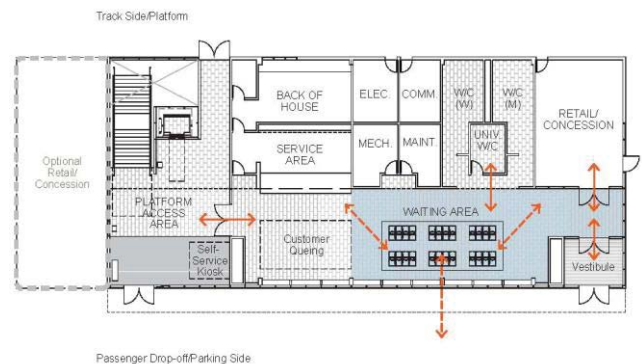 Track Side/Platform
BACK OF
HOUSE
ELEC.
COMM.
W/C
(W)
W/C
(M)
RETAIL/
CONCESSION
SERVICE
AREA
MECH.
MAINT.
UNIV.
W/C
Optional
Retail/
Concession
PLATFORM
ACCESS
AREA
WAITING AREA
Customer
Queing
Self-
Service
Kiosk
Vestibule
Passenger Drop-off/Parking Side